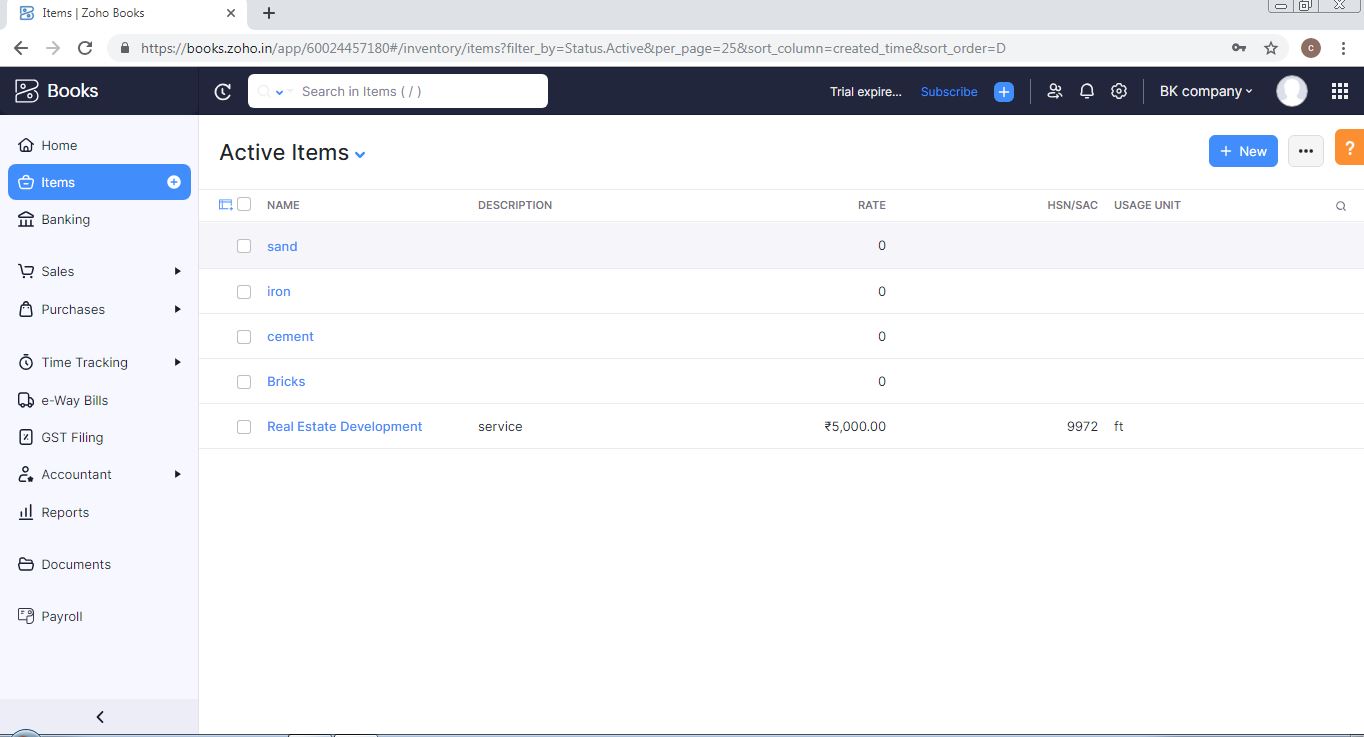 Items | Zoho Books
https://books.zoho.in/app/60024457180#/inventory/items?filter_by=Status.Active&per_page=25&sort_column=created_time&sort_order=D
c
Books
Search in Items ( / )
Trial expire...
Subscribe
BK company
Home
Items
Banking
Sales
Purchases
Time Tracking
e-Way Bills
GST Filing
Accountant
Reports
Documents
Payroll
Active Items
+ New
?
NAME DESCRIPTION RATE HSN/SAC USAGE UNIT
sand 0
iron 0
cement 0
Bricks 0
Real Estate Development service ₹5,000.00 9972 ft